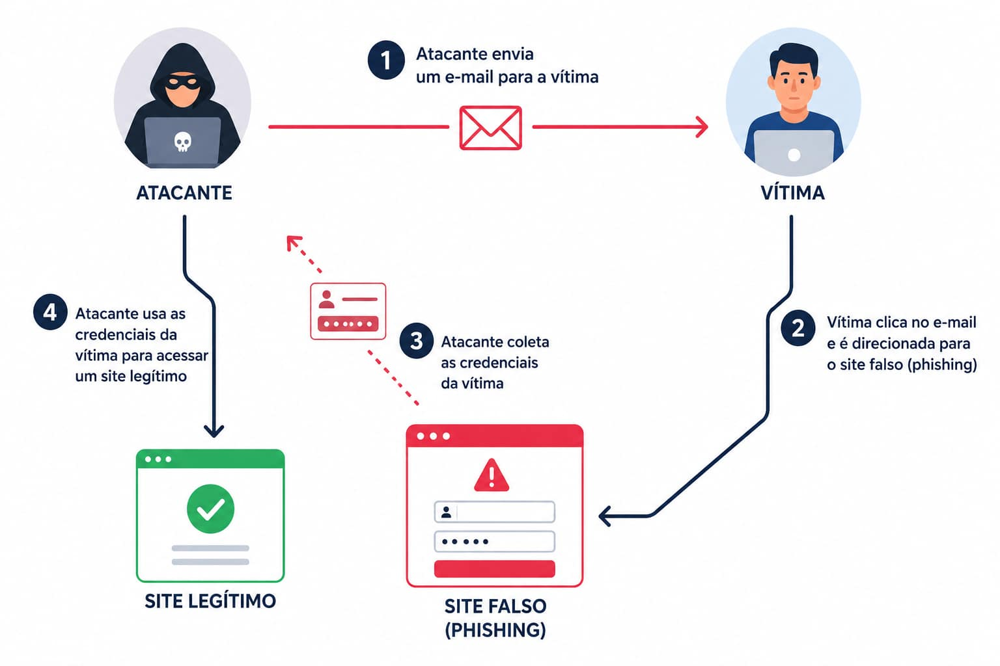 1
Atacante envia
um e-mail para a vítima
ATACANTE
VÍTIMA
4
Atacante usa as
credenciais da
vítima para acessar
um site legítimo
3
Atacante coleta
as credenciais
da vítima
2
Vítima clica no e-mail
e é direcionada para
o site falso (phishing)
SITE LEGÍTIMO
SITE FALSO
(PHISHING)